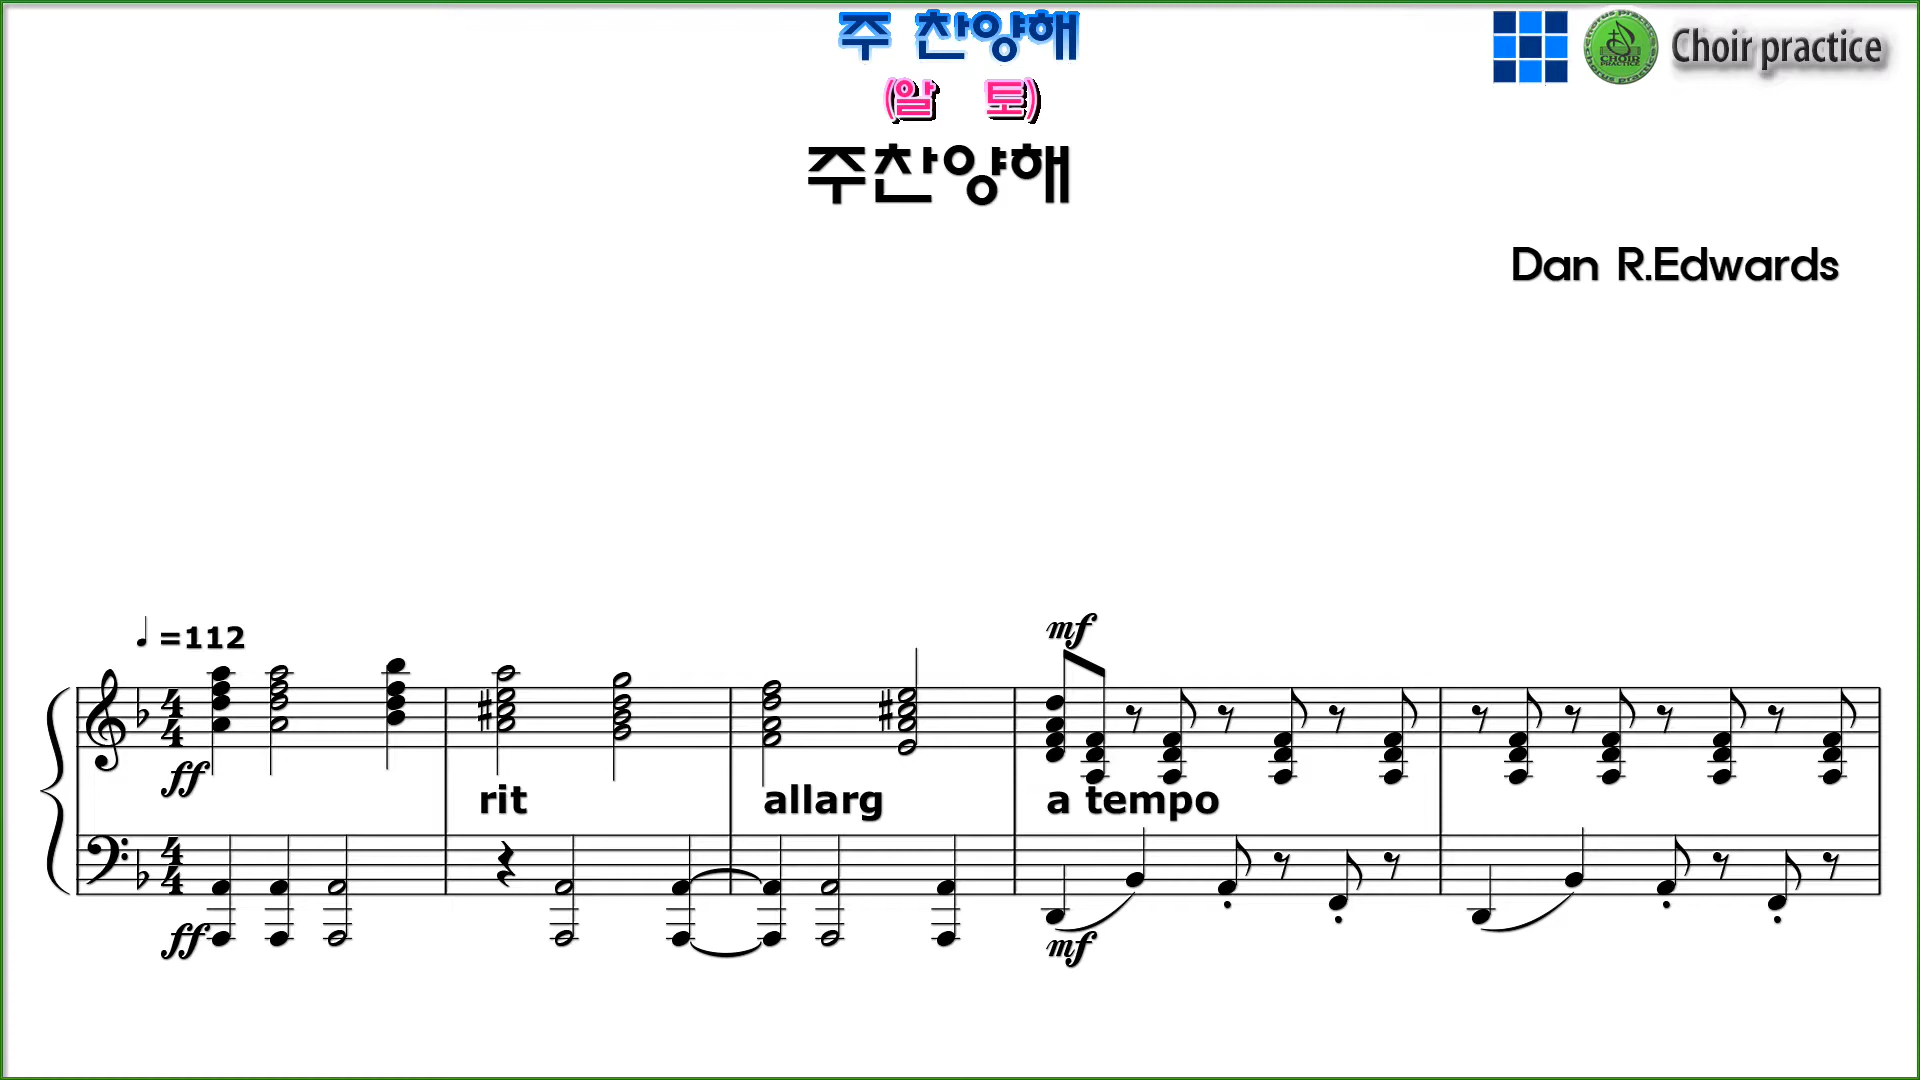 주 찬양해
Choir practice
(알 토)
주찬양해
Dan R.Edwards
=112
mf
ff
rit
allarg
a tempo
ff
mf